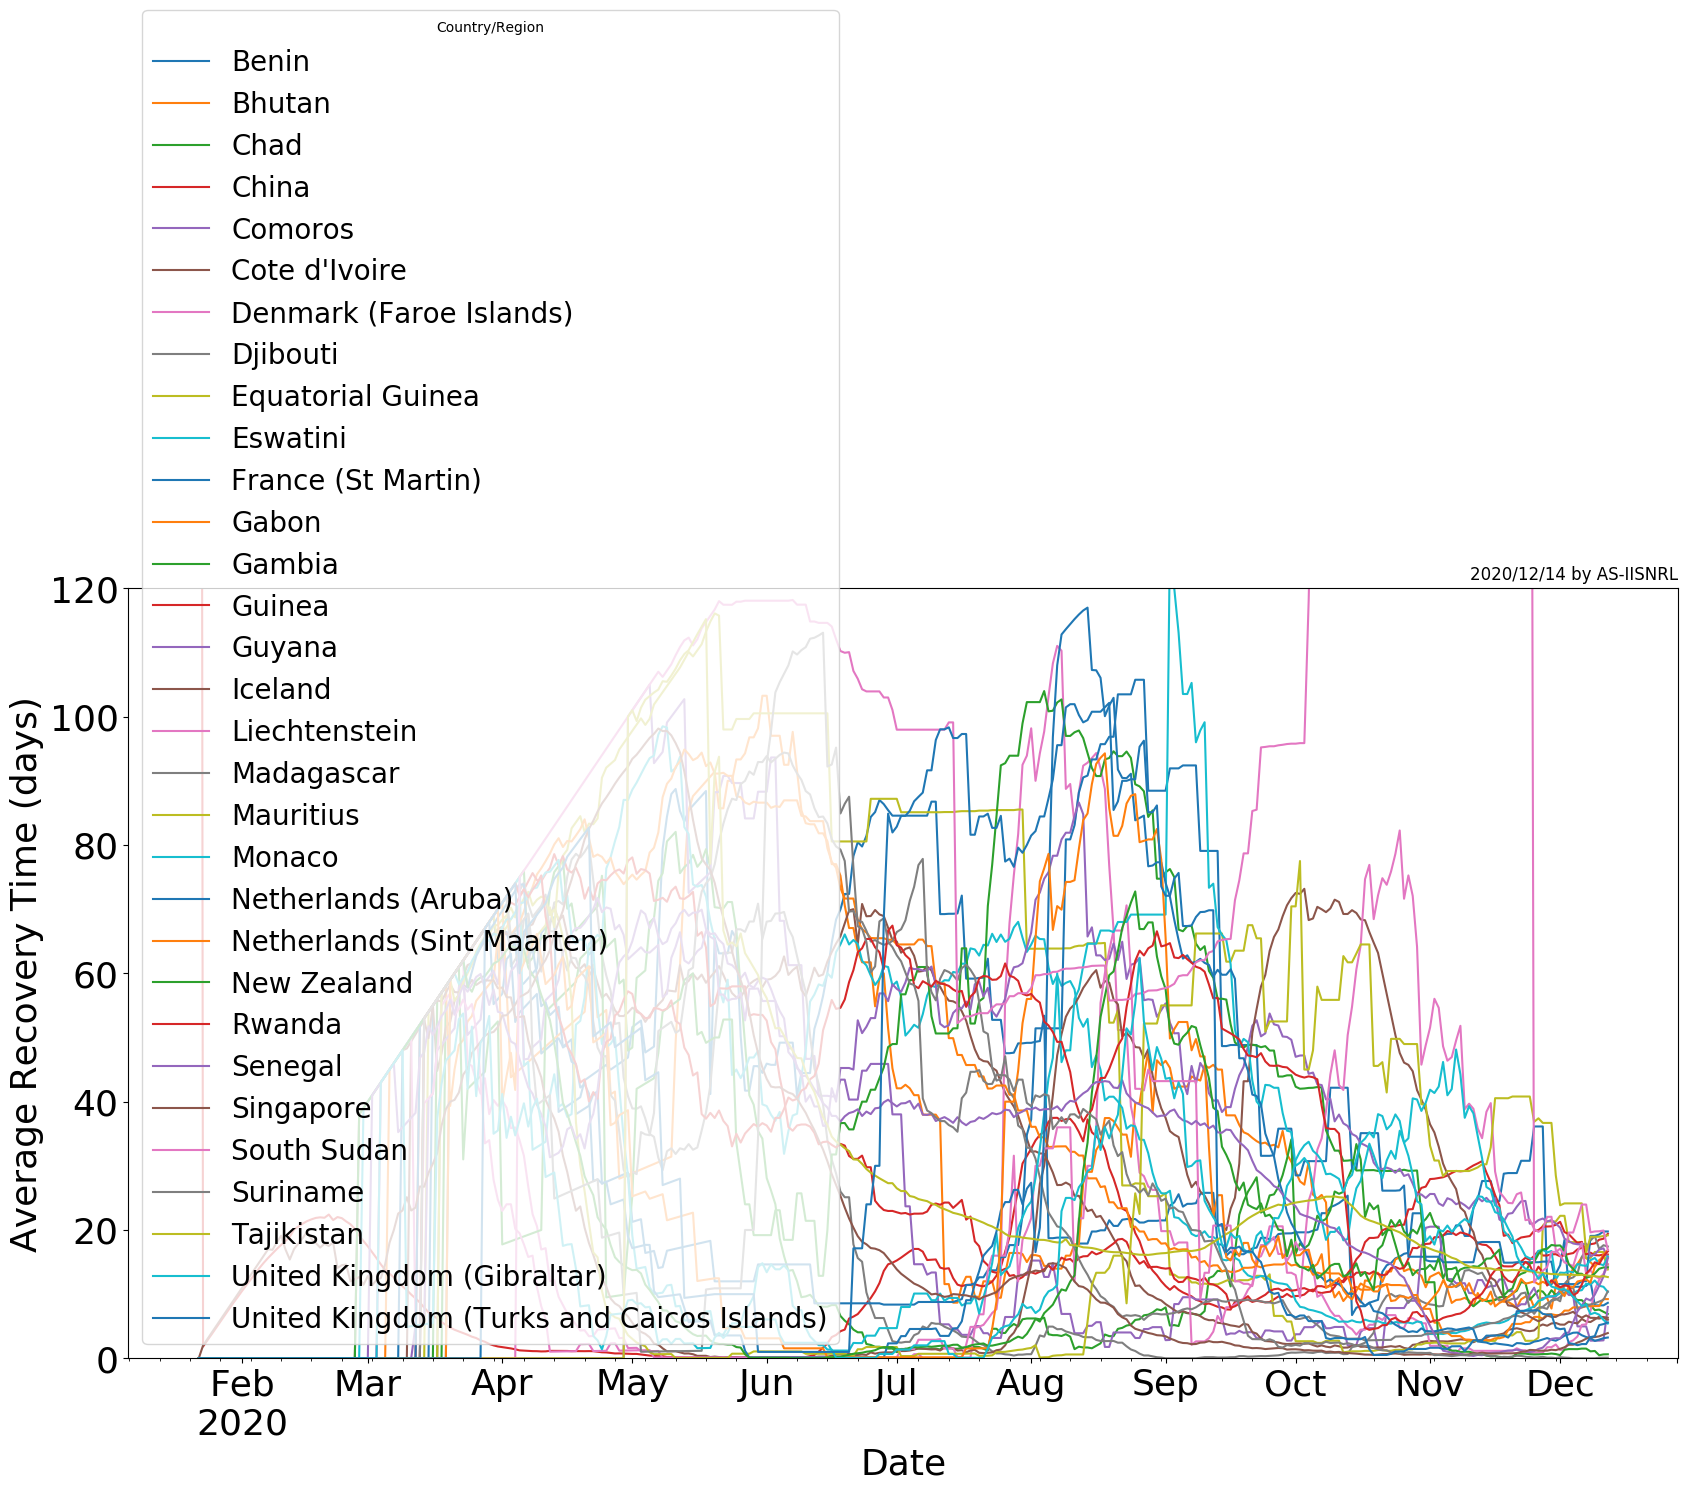 Country/Region
Benin
Bhutan
Chad
China
Comoros
Cote d'Ivoire
Denmark (Faroe Islands)
Djibouti
Equatorial Guinea
Eswatini
France (St Martin)
Gabon
Gambia
Guinea
Guyana
Iceland
Liechtenstein
Madagascar
Mauritius
Monaco
Netherlands (Aruba)
Netherlands (Sint Maarten)
New Zealand
Rwanda
Senegal
Singapore
South Sudan
Suriname
Tajikistan
United Kingdom (Gibraltar)
United Kingdom (Turks and Caicos Islands)
2020/12/14 by AS-IISNRL
120
100
80
60
40
20
0
Average Recovery Time (days)
Feb Mar Apr May Jun Jul Aug Sep Oct Nov Dec
2020
Date